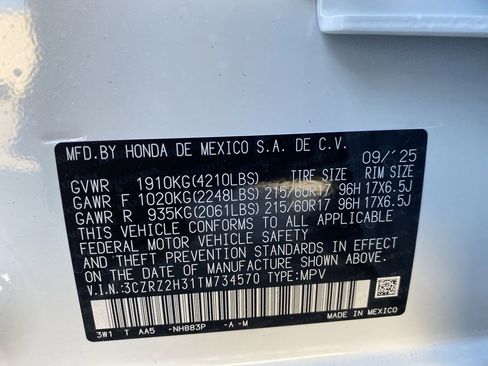 MFD.BY HONDA DE MEXICO S.A. DE C.V.
09/'25
GVWR 1910KG(4210LBS) TIRE SIZE RIM SIZE
GAWR F 1020KG(2248LBS) 215/60R17 96H 17X6.5J
GAWR R 935KG(2061LBS) 215/60R17 96H 17X6.5J
THIS VEHICLE CONFORMS TO ALL APPLICABLE
FEDERAL MOTOR VEHICLE SAFETY
AND THEFT PREVENTION STANDARDS IN EFFECT ON
THE DATE OF MANUFACTURE SHOWN ABOVE.
V.I.N.:3CZRZ2H31TM734570 TYPE:MPV
3W1 T AA5 -NH883P -A -M
MADE IN MEXICO